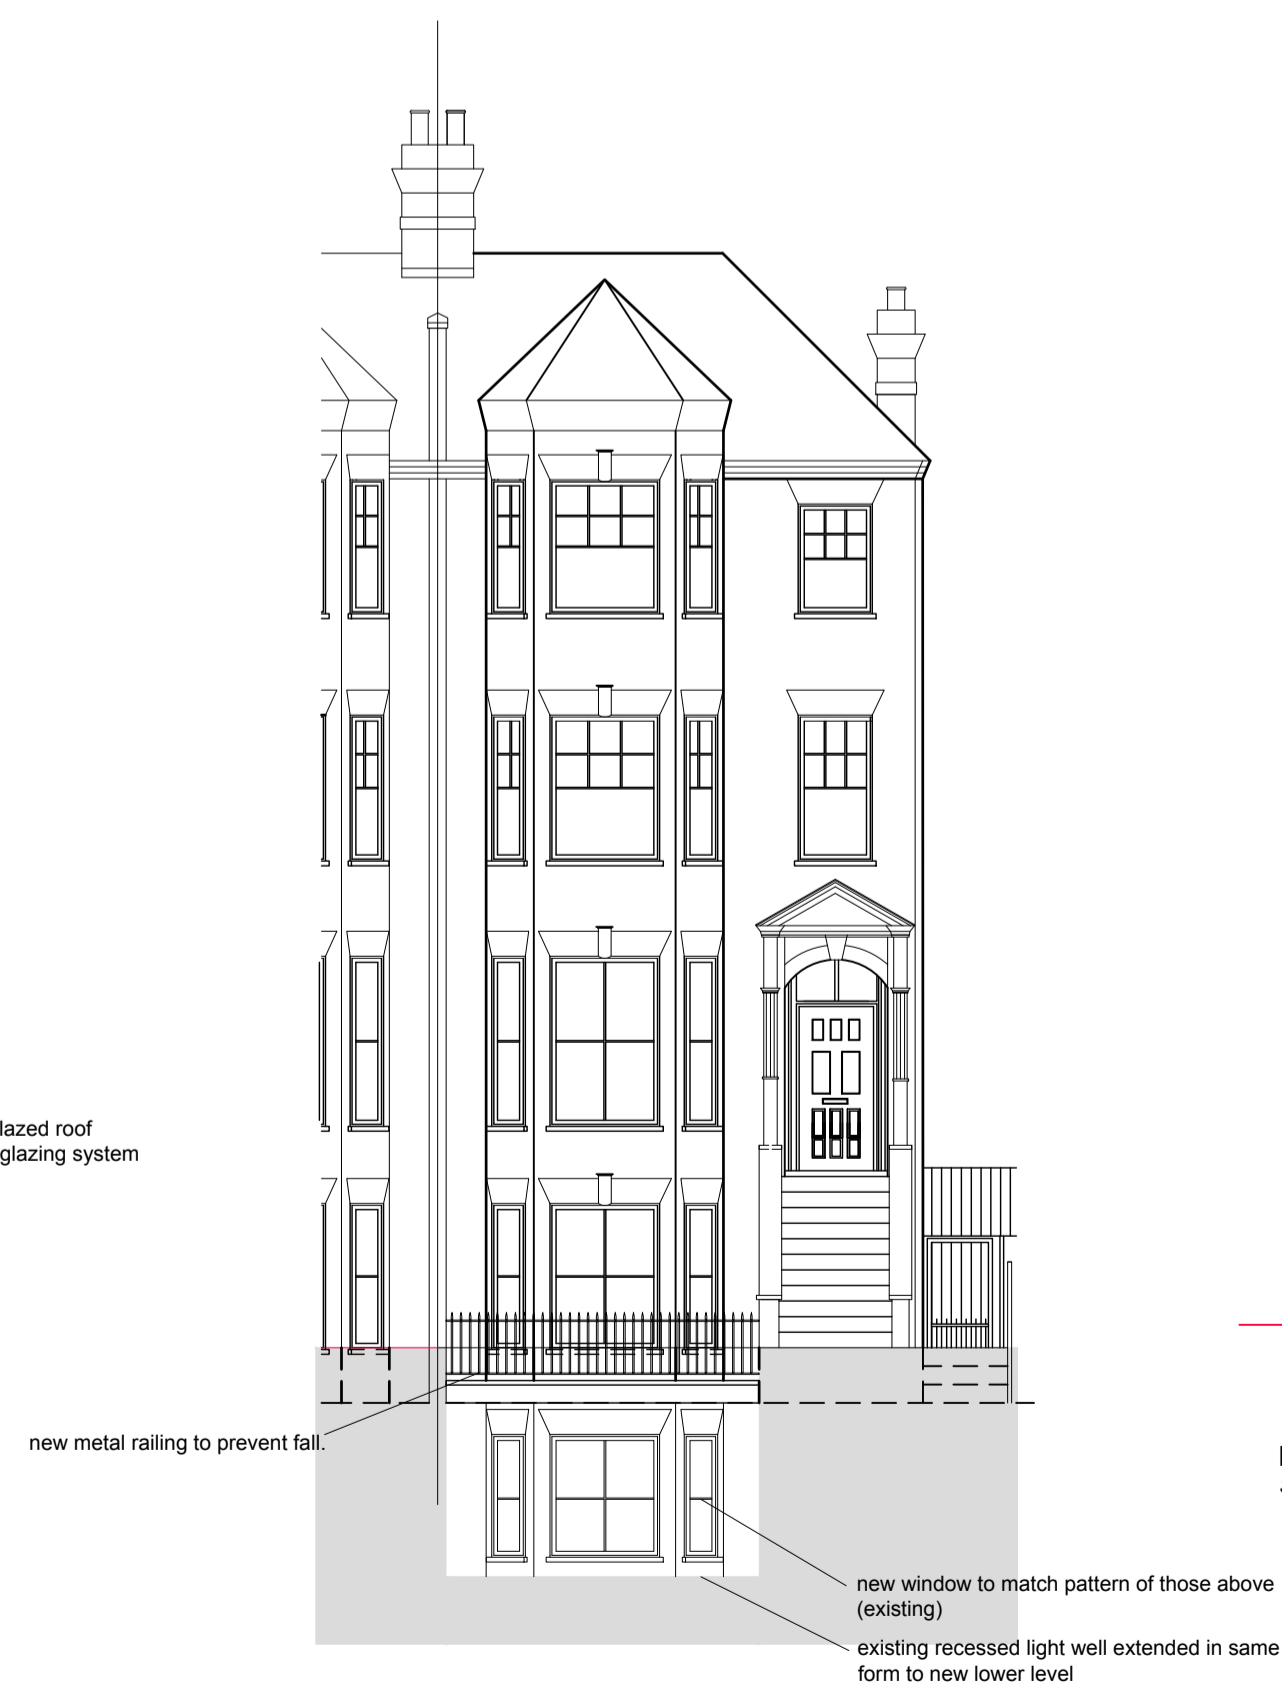 lazed roof
glazing system
new metal railing to prevent fall.
new window to match pattern of those above
(existing)
existing recessed light well extended in same
form to new lower level